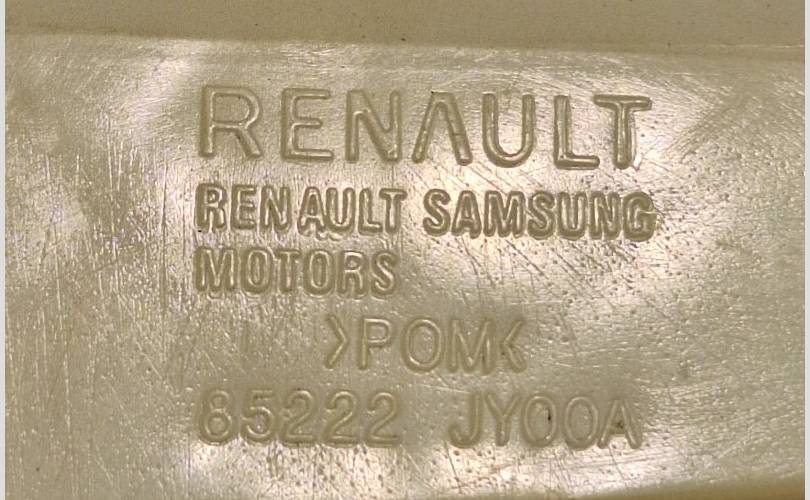 RENAULT
RENAULT SAMSUNG
MOTORS
>POM<
85222 JY00A